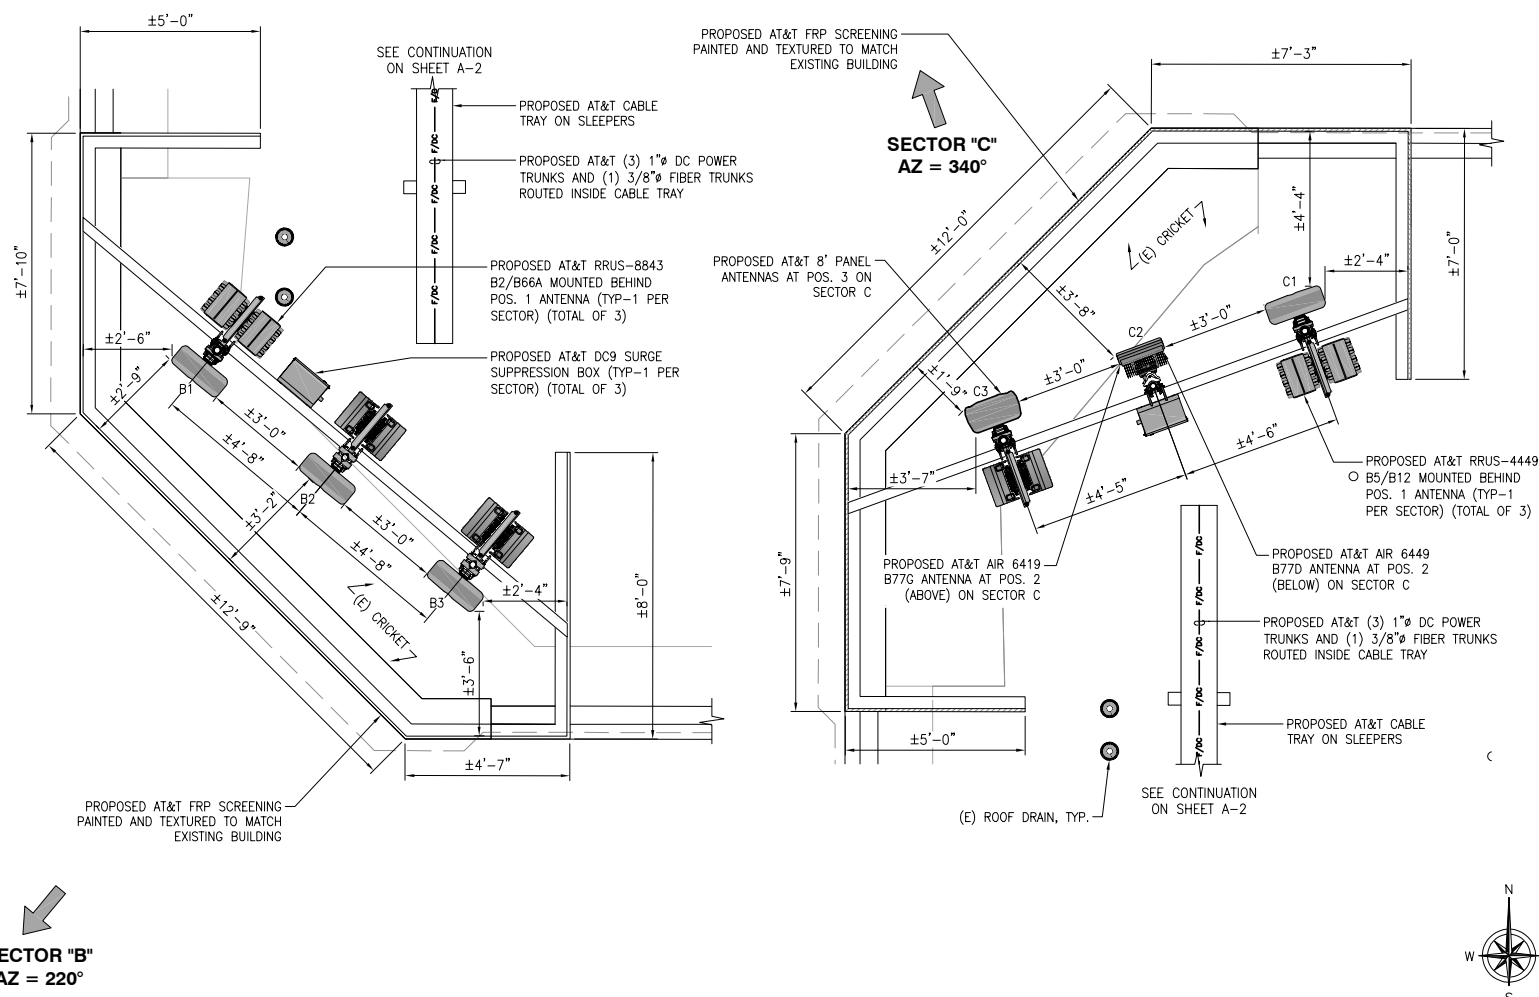 ±5'-0"
SEE CONTINUATION
ON SHEET A-2
F/D
F/DC
F/DC
F/DC
F/DC
PROPOSED AT&T CABLE
TRAY ON SLEEPERS
PROPOSED AT&T (3) 1"ø DC POWER
TRUNKS AND (1) 3/8"ø FIBER TRUNKS
ROUTED INSIDE CABLE TRAY
±7'-10"
PROPOSED AT&T RRUS-8843
B2/B66A MOUNTED BEHIND
POS. 1 ANTENNA (TYP-1 PER
SECTOR) (TOTAL OF 3)
±2'-6"
PROPOSED AT&T DC9 SURGE
SUPPRESSION BOX (TYP-1 PER
SECTOR) (TOTAL OF 3)
B1
±2'-9"
±3'-0"
±4'-8"
B2
±3'-2"
±3'-0"
±4'-8"
B3
±2'-4"
±8'-0"
(E) CRICKET
±12'-9"
±3'-6"
±4'-7"
PROPOSED AT&T FRP SCREENING
PAINTED AND TEXTURED TO MATCH
EXISTING BUILDING
ECTOR "B"
AZ = 220°
PROPOSED AT&T FRP SCREENING
PAINTED AND TEXTURED TO MATCH
EXISTING BUILDING
±7'-3"
SECTOR "C"
AZ = 340°
±12'-0"
(E) CRICKET
±4'-4"
±7'-0"
±2'-4"
PROPOSED AT&T 8' PANEL
ANTENNAS AT POS. 3 ON
SECTOR C
±3'-8"
C1
±3'-0"
C2
±3'-0"
±1'-9"
C3
±4'-6"
±3'-7"
±4'-5"
PROPOSED AT&T RRUS-4449
B5/B12 MOUNTED BEHIND
POS. 1 ANTENNA (TYP-1
PER SECTOR) (TOTAL OF 3)
±7'-9"
PROPOSED AT&T AIR 6419
B77G ANTENNA AT POS. 2
(ABOVE) ON SECTOR C
PROPOSED AT&T AIR 6449
B77D ANTENNA AT POS. 2
(BELOW) ON SECTOR C
F/DC
F/DC
F/DC
F/DC
F/DC
PROPOSED AT&T (3) 1"ø DC POWER
TRUNKS AND (1) 3/8"ø FIBER TRUNKS
ROUTED INSIDE CABLE TRAY
±5'-0"
PROPOSED AT&T CABLE
TRAY ON SLEEPERS
SEE CONTINUATION
ON SHEET A-2
(E) ROOF DRAIN, TYP.
N
W
S